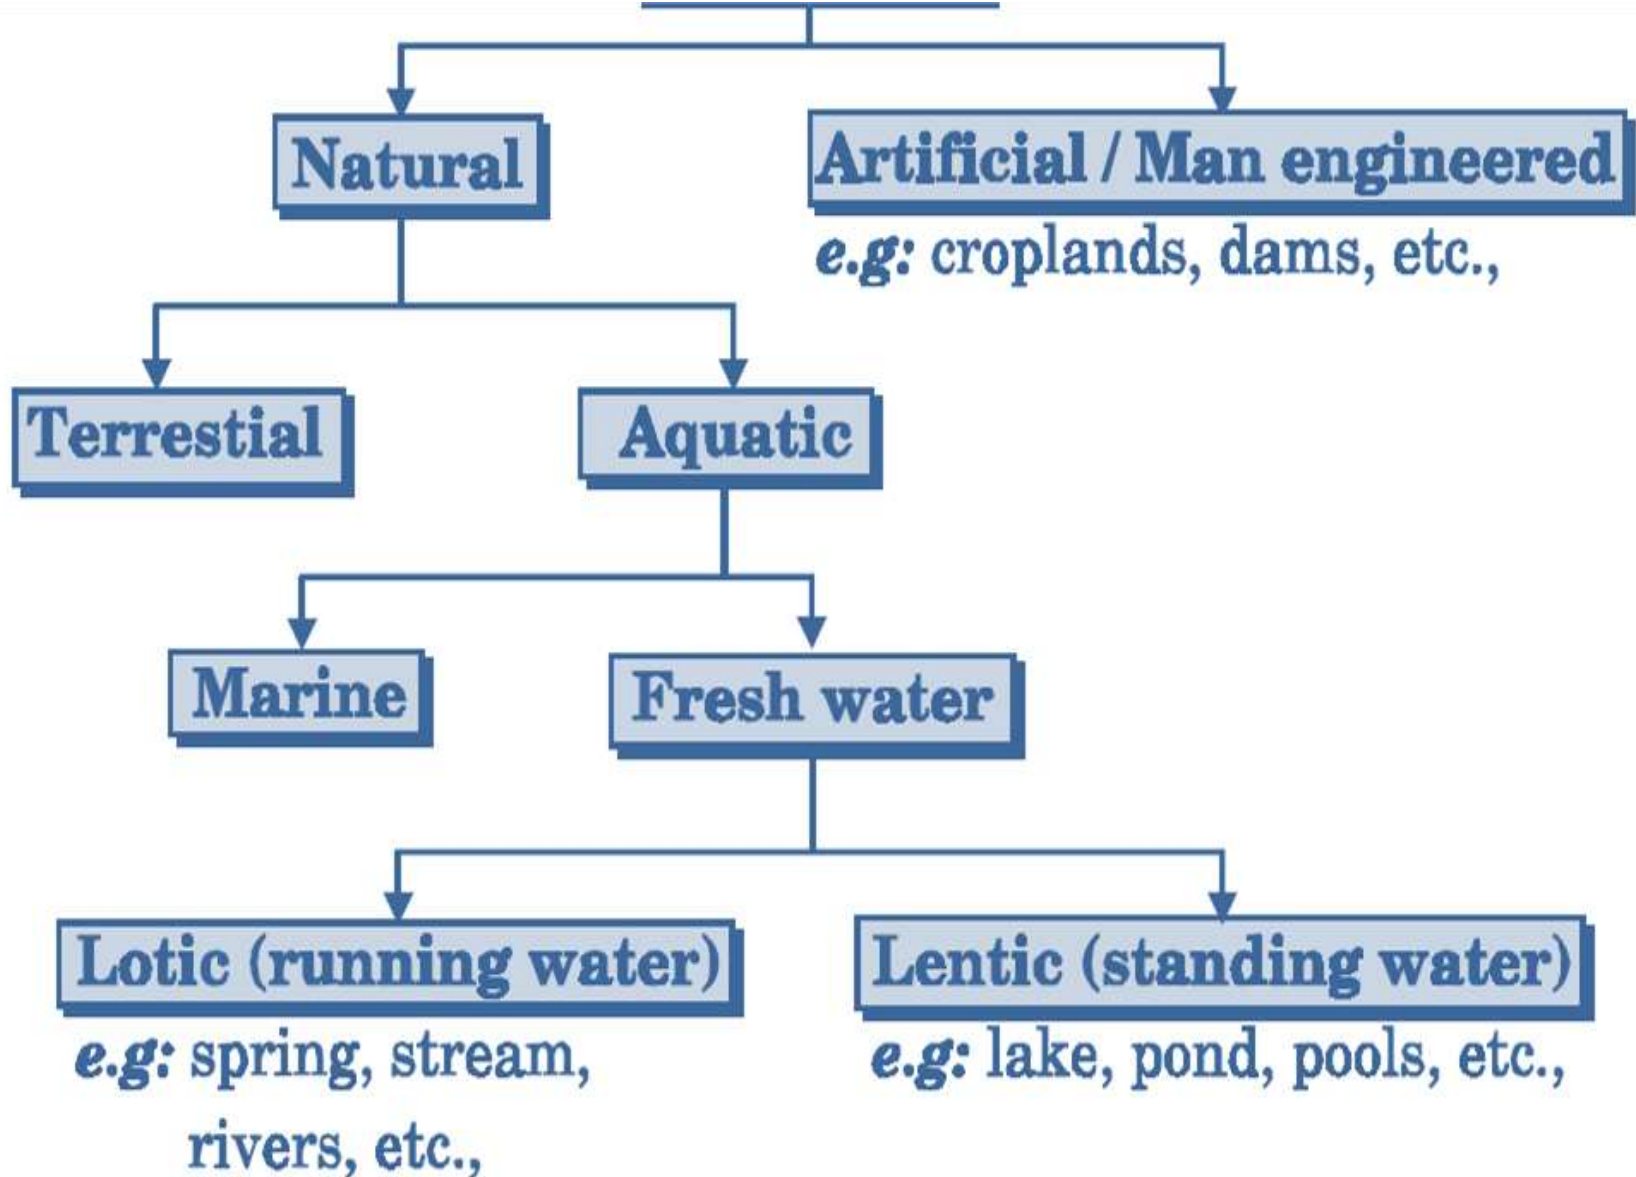 Natural
Artificial / Man engineered
e.g: croplands, dams, etc.,
Terrestial
Aquatic
Marine
Fresh water
Lotic (running water)
e.g: spring, stream,
rivers, etc.,
Lentic (standing water)
e.g: lake, pond, pools, etc.,